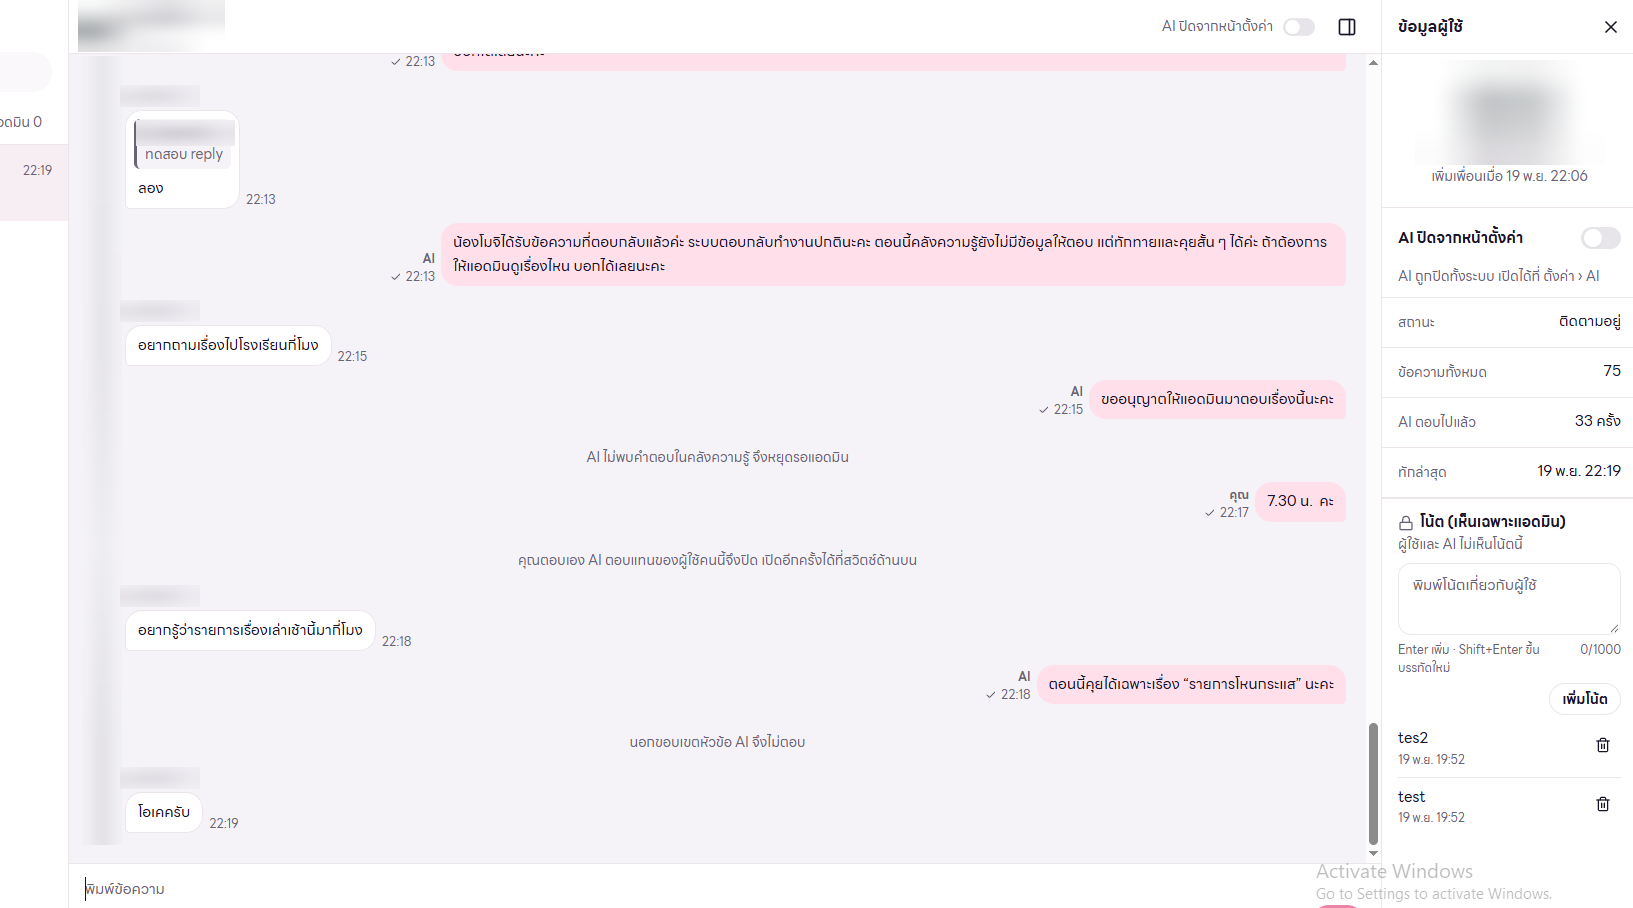 AI ปิดจากหน้าตั้งค่า
ข้อมูลผู้ใช้
22:13
อดมิน 0
22:19
ทดสอบ reply
ลอง
22:13
น้องโมจิได้รับข้อความที่ตอบกลับแล้วค่ะ ระบบตอบกลับทำงานปกตินะคะ ตอนนี้คลังความรู้ยังไม่มีข้อมูลให้ตอบ แต่ทักทายและคุยสั้น ๆ ได้ค่ะ ถ้าต้องการ
ให้แอดมินดูเรื่องไหน บอกได้เลยนะคะ
AI
22:13
อยากถามเรื่องไปโรงเรียนกี่โมง
22:15
AI
22:15
ขออนุญาตให้แอดมินมาตอบเรื่องนี้นะคะ
AI ไม่พบคำตอบในคลังความรู้ จึงหยุดรอแอดมิน
คุณ
22:17
7.30 น. คะ
คุณตอบเอง AI ตอบแทนของผู้ใช้คนนี้จึงปิด เปิดอีกครั้งได้ที่สวิตช์ด้านบน
อยากรู้ว่ารายการเรื่องเล่าเช้านี้มากี่โมง
22:18
AI
22:18
ตอนนี้คุยได้เฉพาะเรื่อง “รายการโหนกระแส” นะคะ
นอกขอบเขตหัวข้อ AI จึงไม่ตอบ
โอเคครับ
22:19
พิมพ์ข้อความ
เพิ่มเพื่อนเมื่อ 19 พ.ย. 22:06
AI ปิดจากหน้าตั้งค่า
AI ถูกปิดทั้งระบบ เปิดได้ที่ ตั้งค่า › AI
สถานะ ติดตามอยู่
ข้อความทั้งหมด 75
AI ตอบไปแล้ว 33 ครั้ง
ทักล่าสุด 19 พ.ย. 22:19
โน้ต (เห็นเฉพาะแอดมิน)
ผู้ใช้และ AI ไม่เห็นโน้ตนี้
พิมพ์โน้ตเกี่ยวกับผู้ใช้
Enter เพิ่ม · Shift+Enter ขึ้น
บรรทัดใหม่
0/1000
เพิ่มโน้ต
tes2
19 พ.ย. 19:52
test
19 พ.ย. 19:52
Activate Windows
Go to Settings to activate Windows.